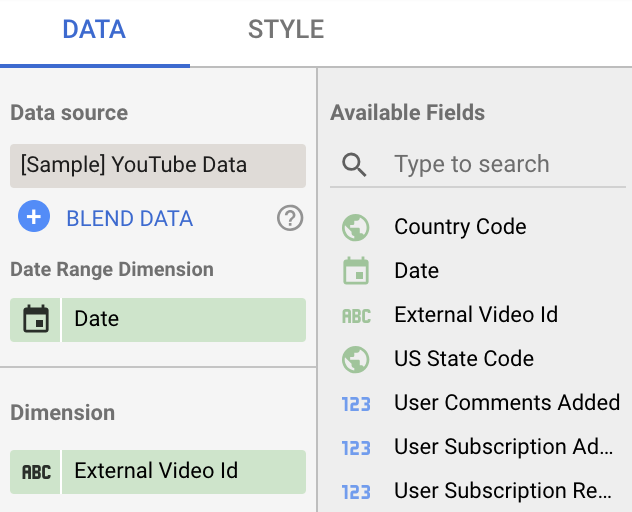 DATA
STYLE
Data source
[Sample] YouTube Data
BLEND DATA
Date Range Dimension
Date
Dimension
ABC External Video Id
Available Fields
Type to search
Country Code
Date
ABC External Video Id
US State Code
123 User Comments Added
123 User Subscription Ad...
123 User Subscription Re...